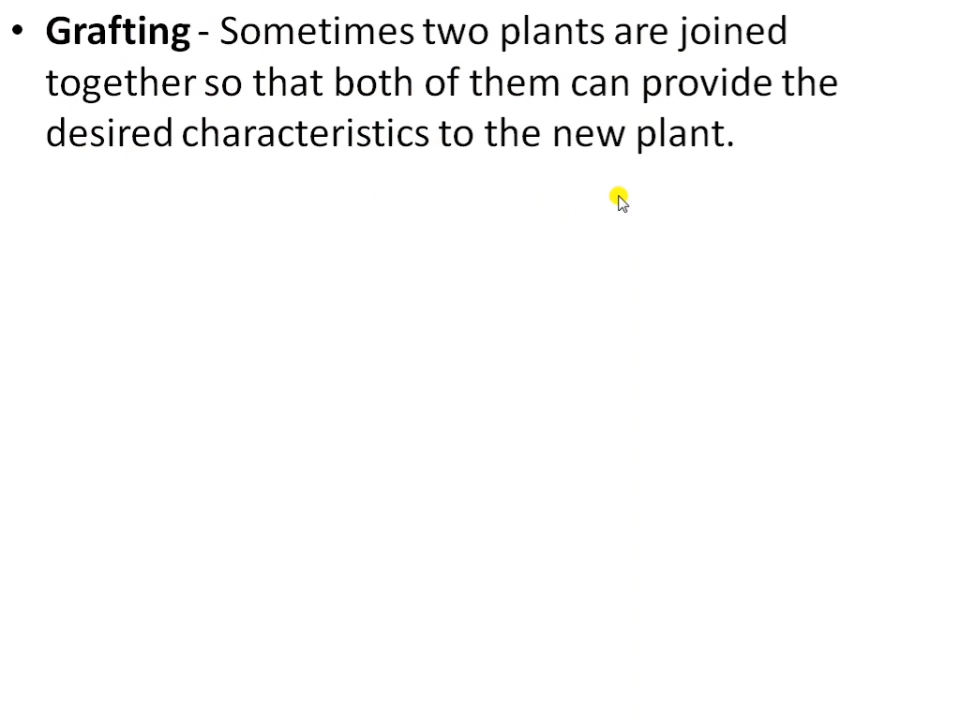 • Grafting - Sometimes two plants are joined
together so that both of them can provide the
desired characteristics to the new plant.